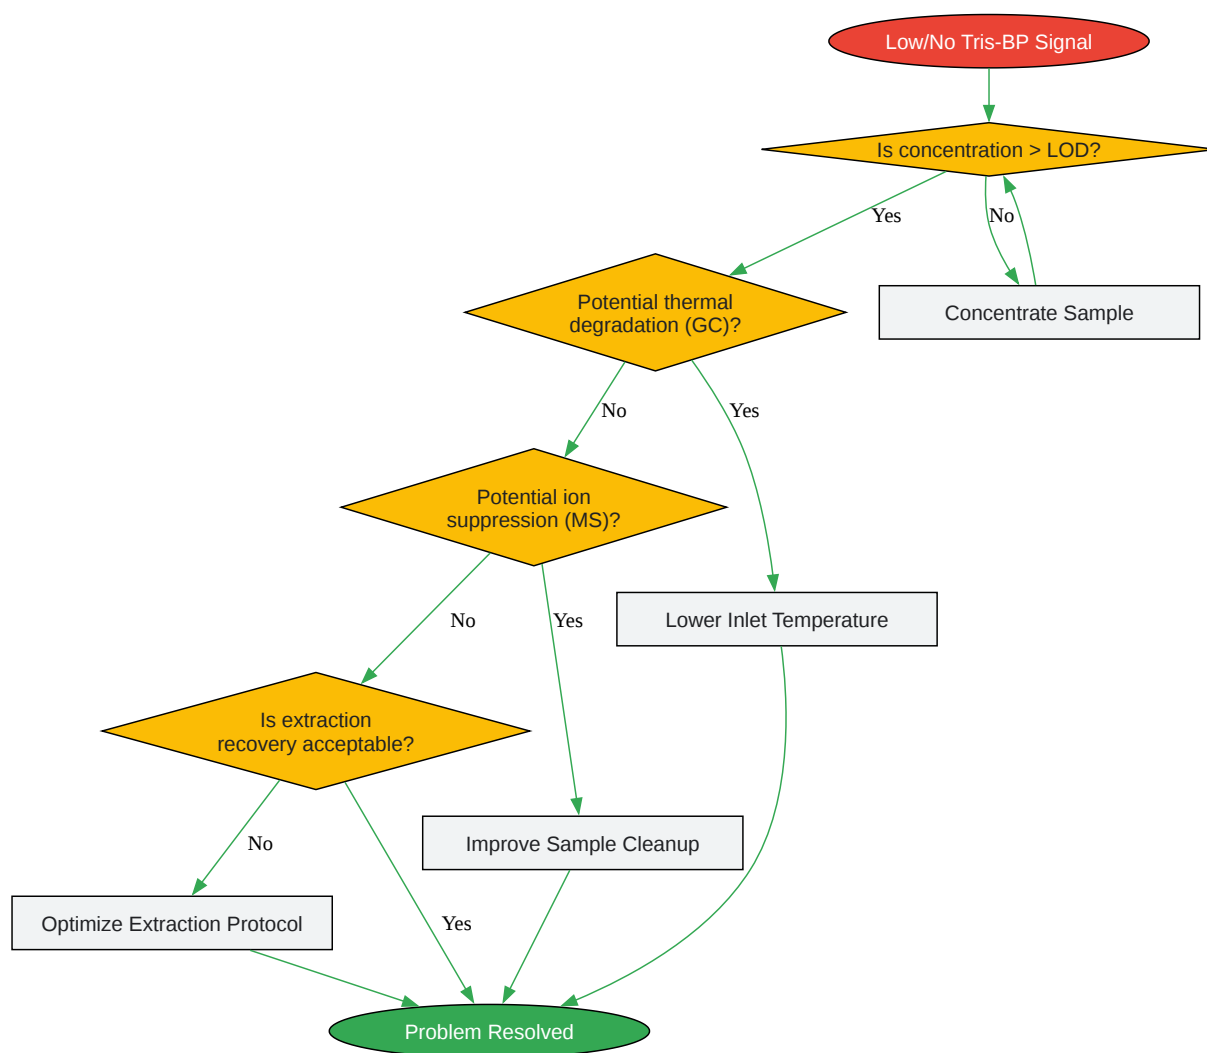 Low/No Tris-BP Signal
Is concentration > LOD?
Yes
No
Potential thermal
degradation (GC)?
Concentrate Sample
No
Yes
Potential ion
suppression (MS)?
No
Yes
Lower Inlet Temperature
Is extraction
recovery acceptable?
No
Improve Sample Cleanup
Optimize Extraction Protocol
Yes
Problem Resolved